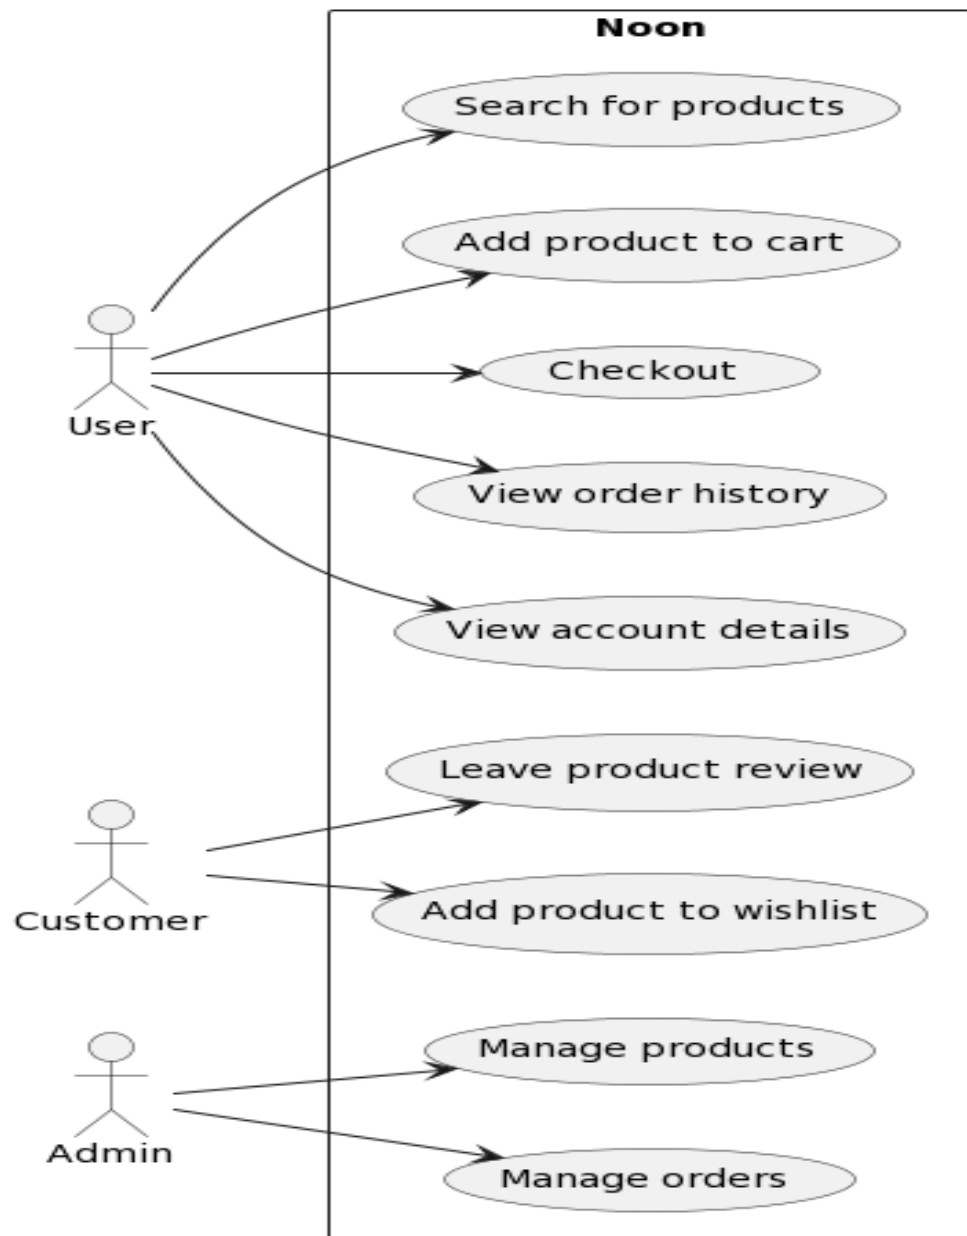 Noon
Search for products
Add product to cart
Checkout
User
View order history
View account details
Leave product review
Customer
Add product to wishlist
Manage products
Admin
Manage orders